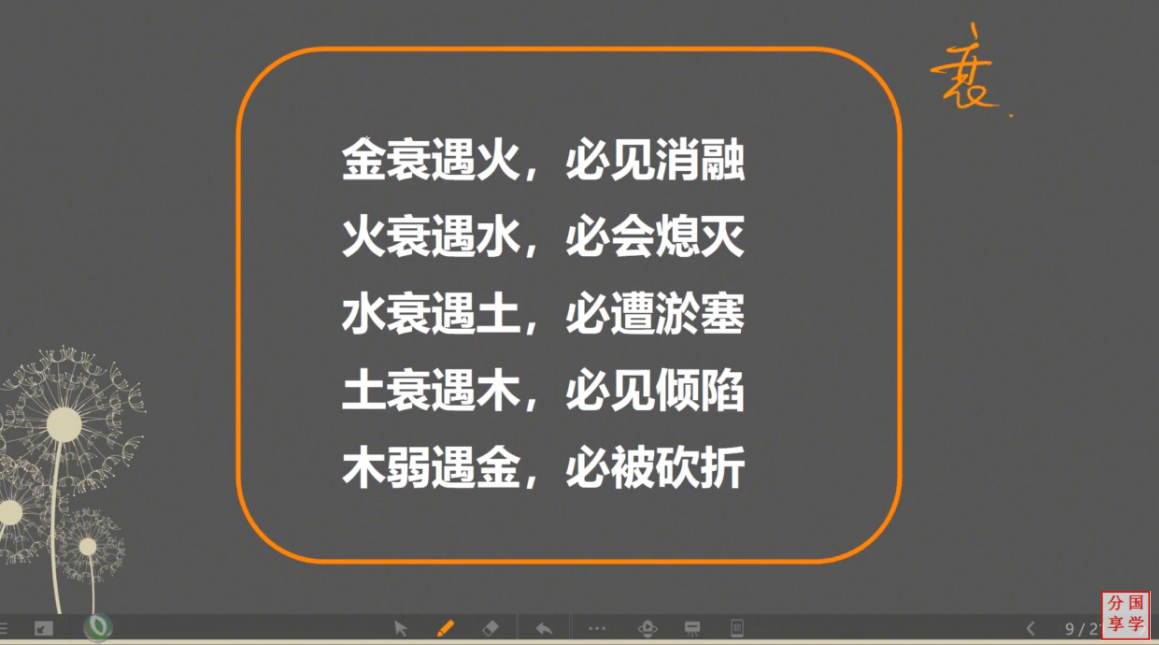 衰
金衰遇火，必见消融
火衰遇水，必会熄灭
水衰遇土，必遭淤塞
土衰遇木，必见倾陷
木弱遇金，必被砍折
9 / 2
国学分享